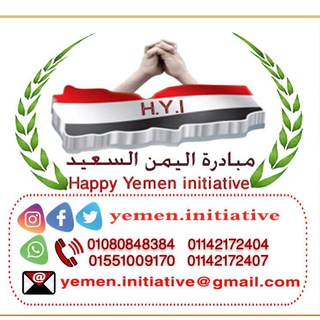 H.Y.I
مبادرة اليمن السعيد
Happy Yemen initiative
yemen.initiative
01080848384 01142172404
01551009170 01142172407
yemen.initiative@gmail.com